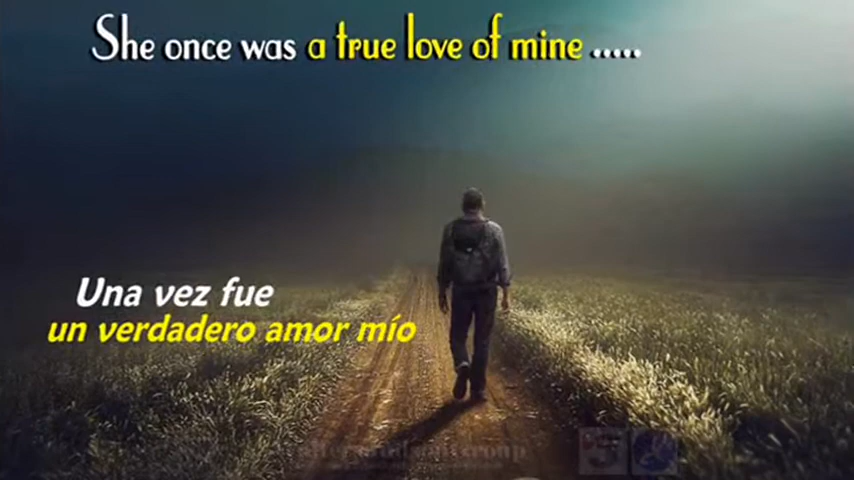 She once was a true love of mine .....
Una vez fue
un verdadero amor mío